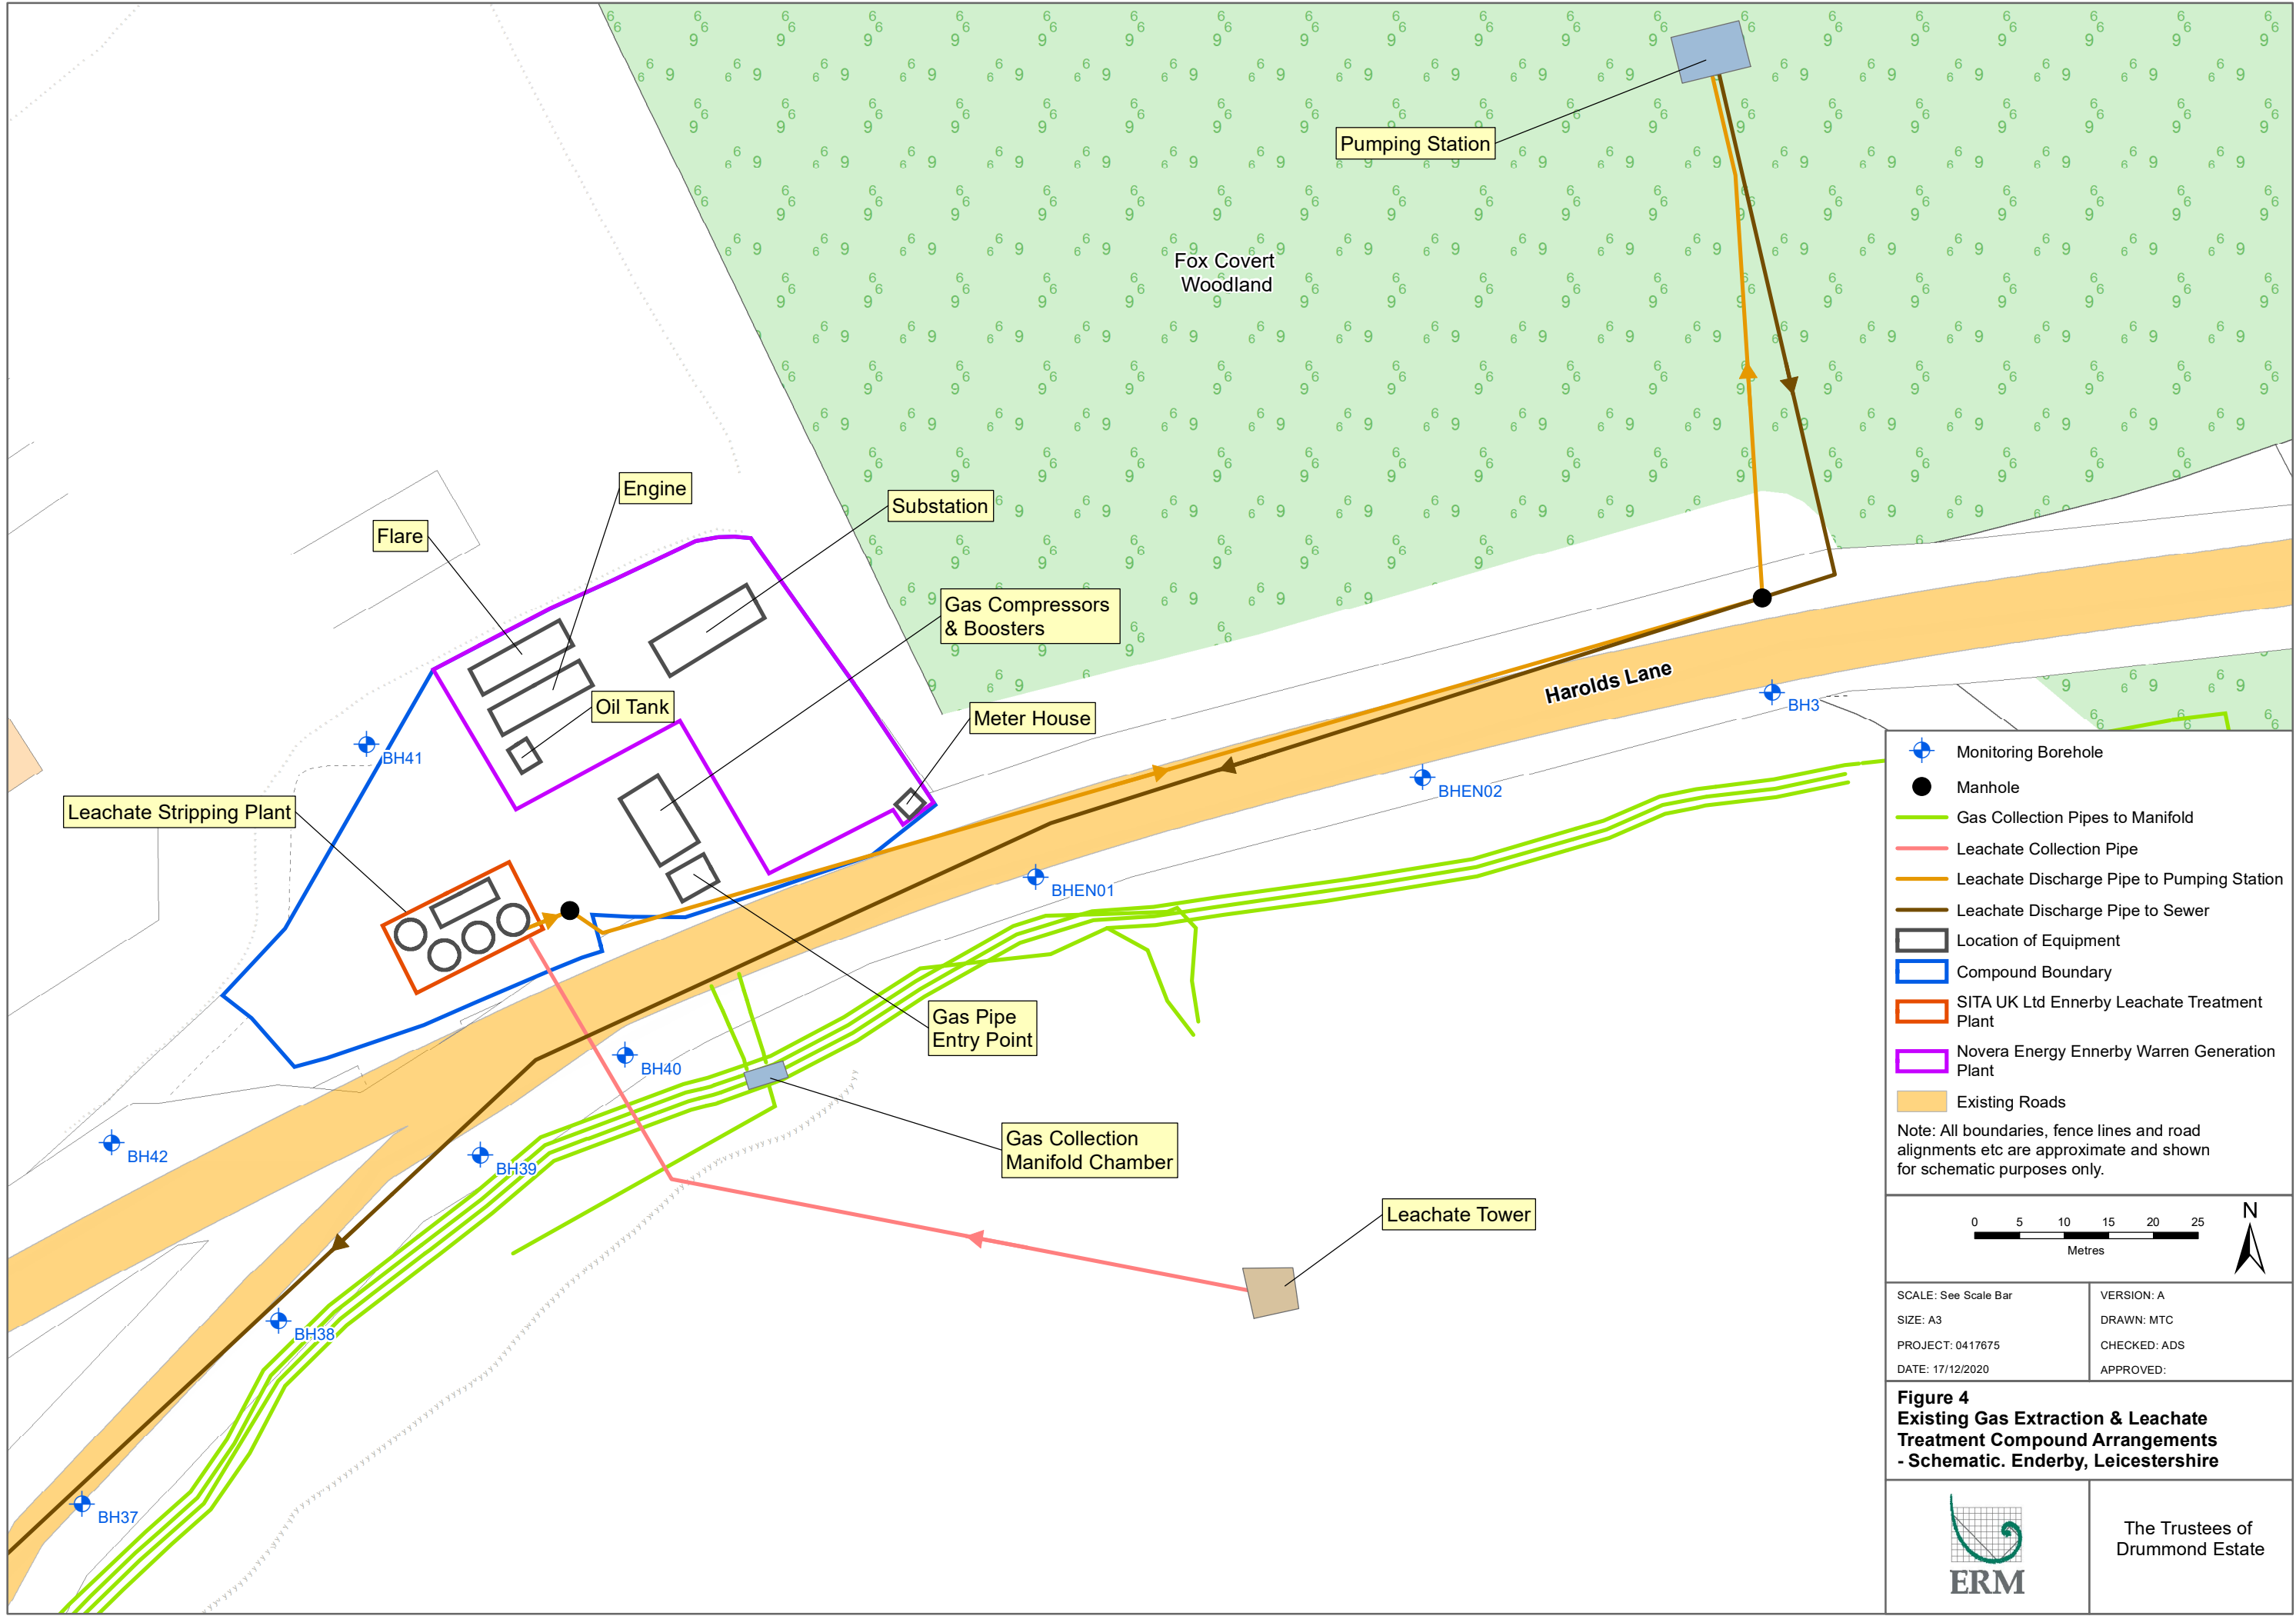 Pumping Station
Fox Covert
Woodland
Engine
Substation
Flare
Gas Compressors
& Boosters
Harolds Lane
Oil Tank
BH3
Meter House
BH41
BHEN02
Leachate Stripping Plant
BHEN01
Gas Pipe
Entry Point
BH40
Gas Collection
Manifold Chamber
BH42
BH39
Leachate Tower
BH38
BH37
Monitoring Borehole
Manhole
Gas Collection Pipes to Manifold
Leachate Collection Pipe
Leachate Discharge Pipe to Pumping Station
Leachate Discharge Pipe to Sewer
Location of Equipment
Compound Boundary
SITA UK Ltd Ennerby Leachate Treatment
Plant
Novera Energy Ennerby Warren Generation
Plant
Existing Roads
Note: All boundaries, fence lines and road
alignments etc are approximate and shown
for schematic purposes only.
N
0 5 10 15 20 25
Metres
SCALE: See Scale Bar
SIZE: A3
PROJECT: 0417675
DATE: 17/12/2020
VERSION: A
DRAWN: MTC
CHECKED: ADS
APPROVED:
Figure 4
Existing Gas Extraction & Leachate
Treatment Compound Arrangements
- Schematic. Enderby, Leicestershire
ERM
The Trustees of
Drummond Estate